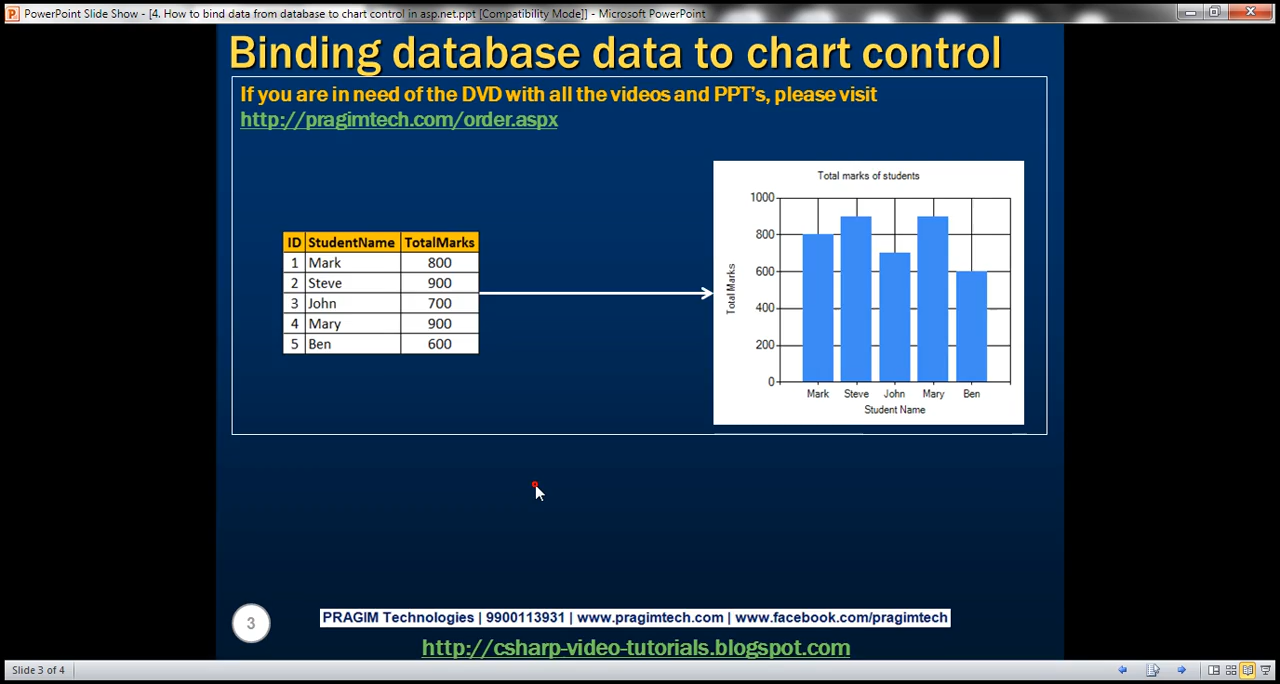 PowerPoint Slide Show - [4. How to bind data from database to chart control in asp.net.ppt [Compatibility Mode]] - Microsoft PowerPoint
Binding database data to chart control
If you are in need of the DVD with all the videos and PPT's, please visit
http://pragimtech.com/order.aspx
ID StudentName TotalMarks
1 Mark 800
2 Steve 900
3 John 700
4 Mary 900
5 Ben 600
Total marks of students
Total Marks
1000
800
600
400
200
0
Mark Steve John Mary Ben
Student Name
3
PRAGIM Technologies | 9900113931 | www.pragimtech.com | www.facebook.com/pragimtech
http://csharp-video-tutorials.blogspot.com
Slide 3 of 4